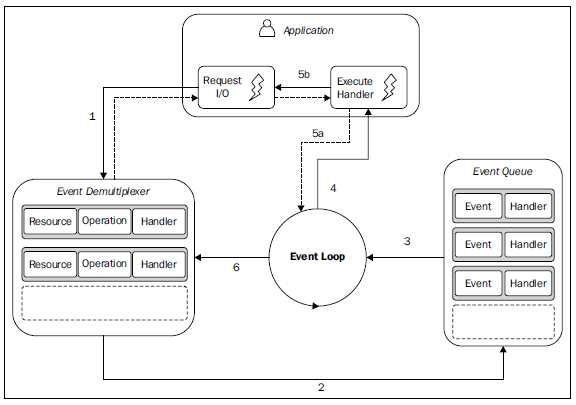 Application
Request
I/O
5b
Execute
Handler
1
5a
Event Demultiplexer
Event Queue
4
Resource Operation Handler
Event Handler
3
Event Handler
Event Loop
Resource Operation Handler
6
Event Handler
2